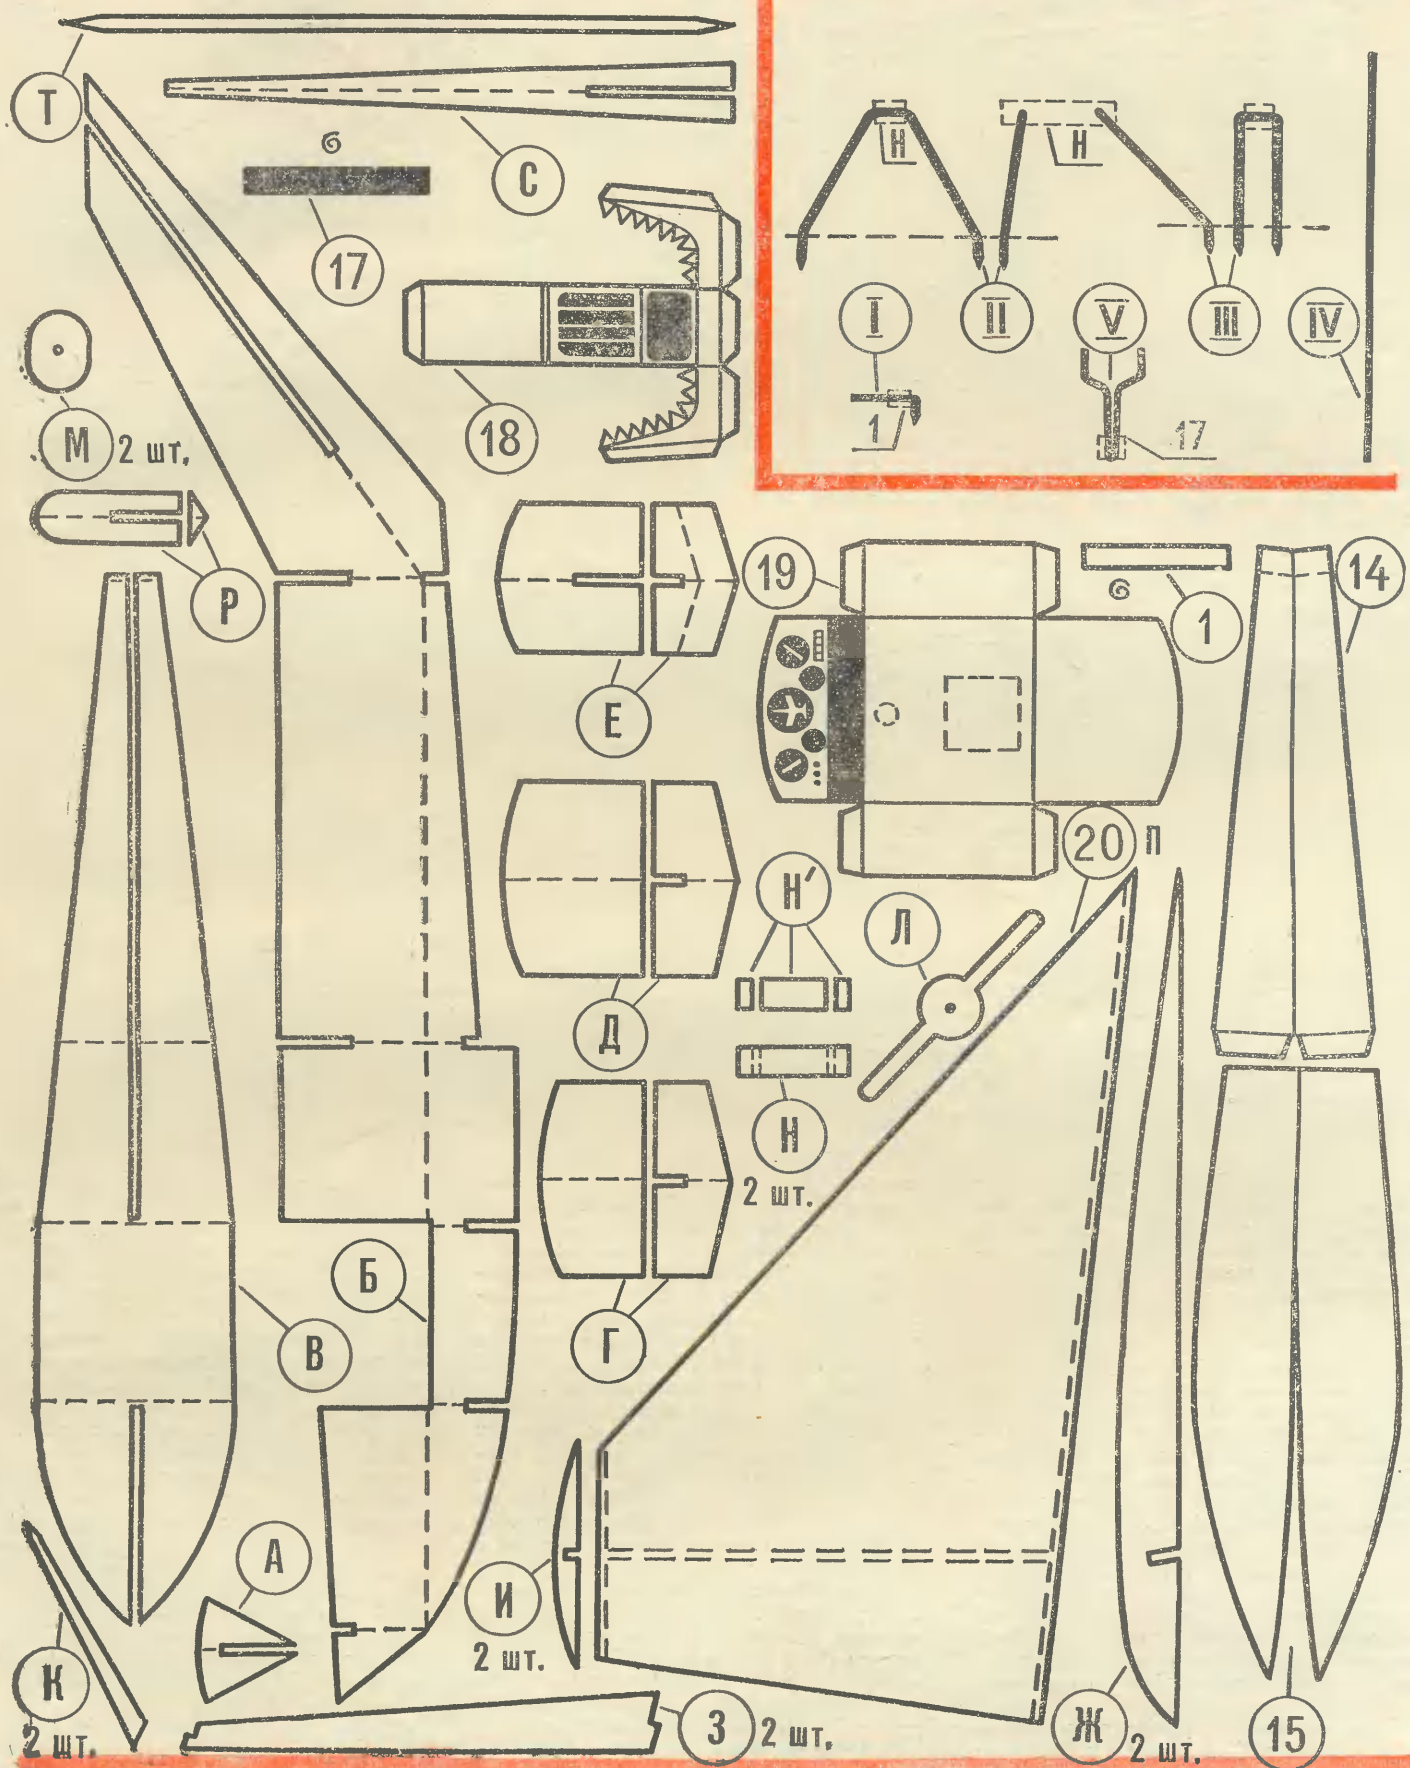 Т
С
17
18
М 2 шт.
Р
Н
Н
I
II
V
III
IV
1
17
19
1
14
Е
20 п
Н′
Л
Д
Н
2 шт.
Б
В
Г
А
И
2 шт.
К
2 шт.
З 2 шт.
Ж 2 шт.
15